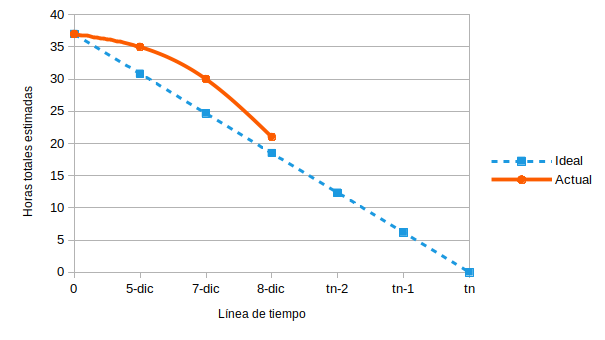 40
35
30
25
20
15
10
5
0
Horas totales estimadas
0 5-dic 7-dic 8-dic tn-2 tn-1 tn
Línea de tiempo
Ideal
Actual